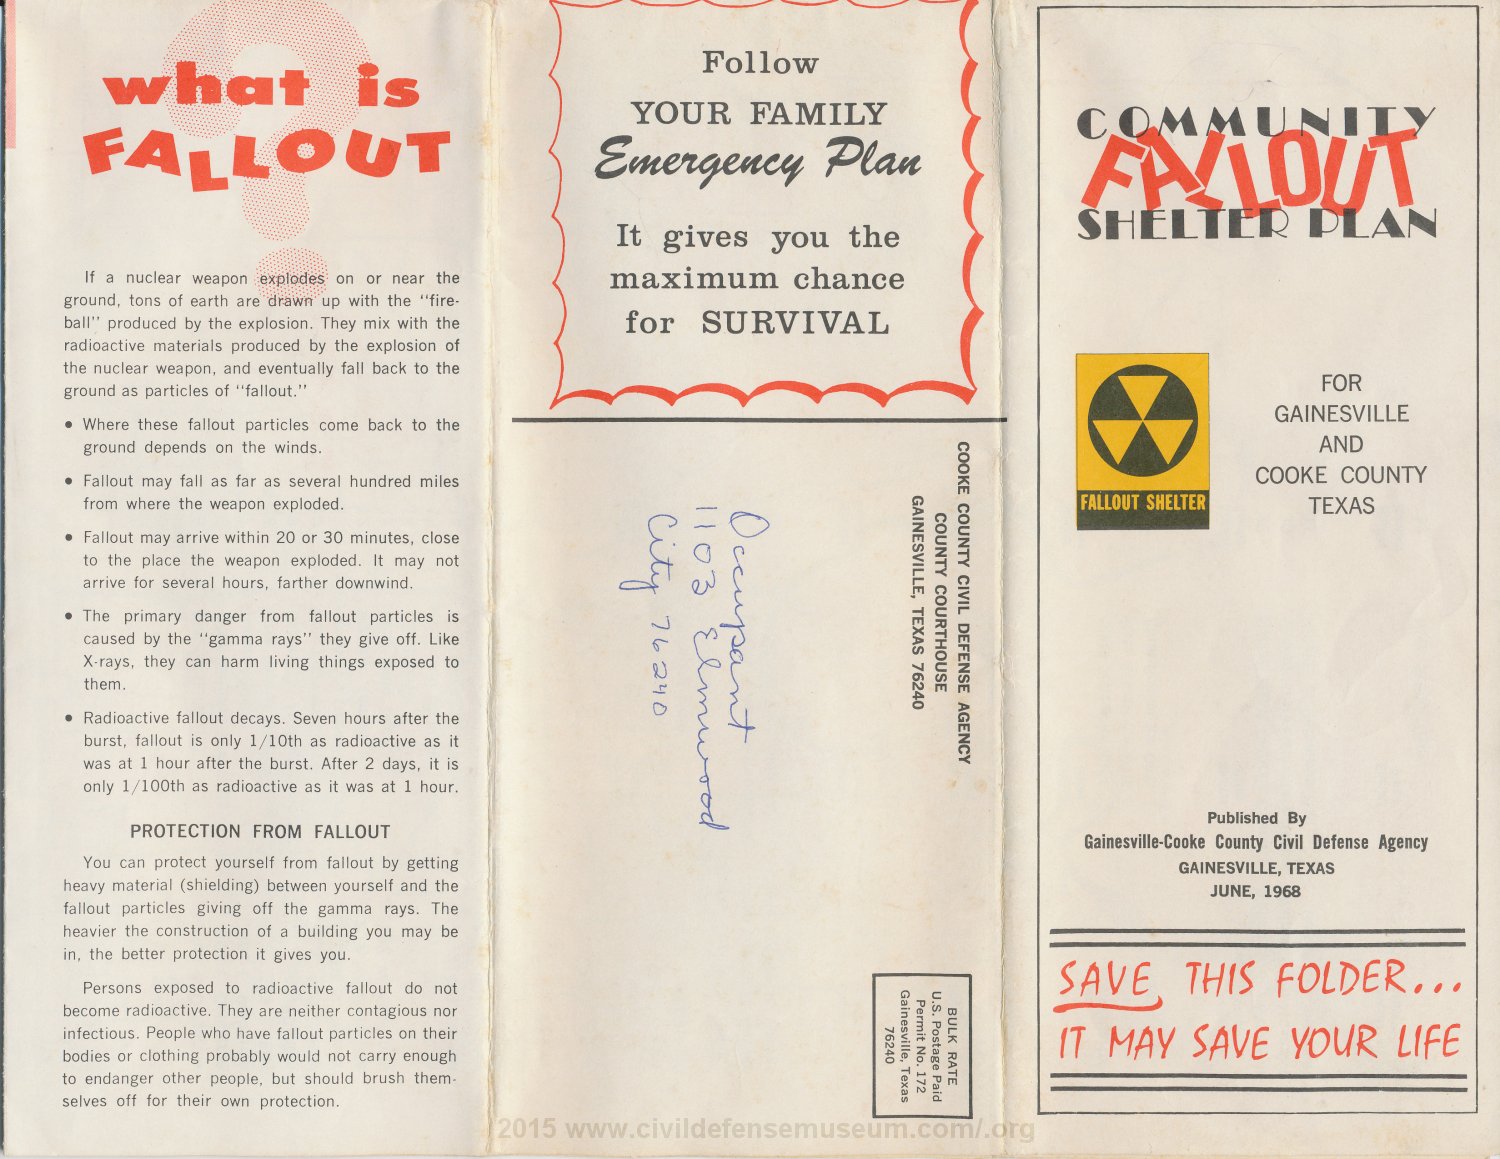 what is
FALLOUT
If a nuclear weapon explodes on or near the
ground, tons of earth are drawn up with the "fire-
ball" produced by the explosion. They mix with the
radioactive materials produced by the explosion of
the nuclear weapon, and eventually fall back to the
ground as particles of "fallout."
• Where these fallout particles come back to the
ground depends on the winds.
• Fallout may fall as far as several hundred miles
from where the weapon exploded.
• Fallout may arrive within 20 or 30 minutes, close
to the place the weapon exploded. It may not
arrive for several hours, farther downwind.
• The primary danger from fallout particles is
caused by the "gamma rays" they give off. Like
X-rays, they can harm living things exposed to
them.
• Radioactive fallout decays. Seven hours after the
burst, fallout is only 1/10th as radioactive as it
was at 1 hour after the burst. After 2 days, it is
only 1/100th as radioactive as it was at 1 hour.
PROTECTION FROM FALLOUT
You can protect yourself from fallout by getting
heavy material (shielding) between yourself and the
fallout particles giving off the gamma rays. The
heavier the construction of a building you may be
in, the better protection it gives you.
Persons exposed to radioactive fallout do not
become radioactive. They are neither contagious nor
infectious. People who have fallout particles on their
bodies or clothing probably would not carry enough
to endanger other people, but should brush them-
selves off for their own protection.
Follow
YOUR FAMILY
Emergency Plan
It gives you the
maximum chance
for SURVIVAL
COOKE COUNTY CIVIL DEFENSE AGENCY
COUNTY COURTHOUSE
GAINESVILLE, TEXAS 76240
Occupant
1103 Elmwood
City 76240
BULK RATE
U.S. Postage Paid
Permit No. 172
Gainesville, Texas
76240
COMMUNITY
FALLOUT
SHELTER PLAN
FALLOUT SHELTER
FOR
GAINESVILLE
AND
COOKE COUNTY
TEXAS
Published By
Gainesville-Cooke County Civil Defense Agency
GAINESVILLE, TEXAS
JUNE, 1968
SAVE THIS FOLDER...
IT MAY SAVE YOUR LIFE
2015 www.civildefensemuseum.com/.org